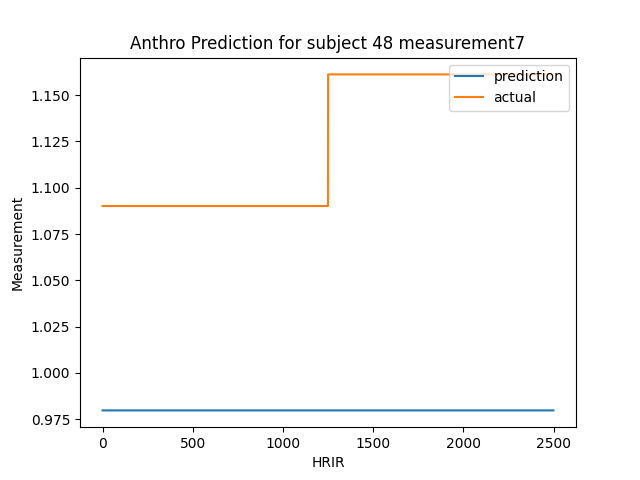 Anthro Prediction for subject 48 measurement7
prediction
actual
1.150
1.125
1.100
1.075
1.050
1.025
1.000
0.975
Measurement
0 500 1000 1500 2000 2500
HRIR